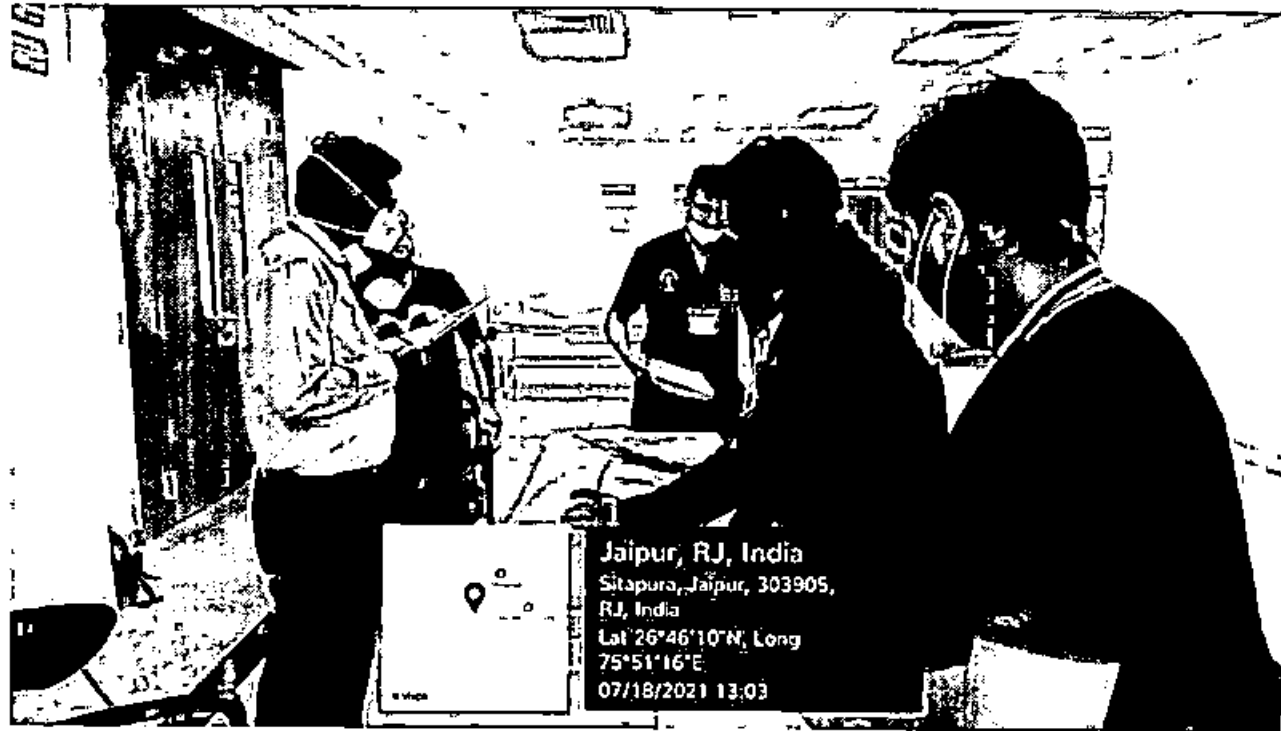 Jaipur, RJ, India
Sitapura, Jaipur, 303905,
RJ, India
Lat 26°46'10"N, Long
75°51'16"E
07/18/2021 13:03